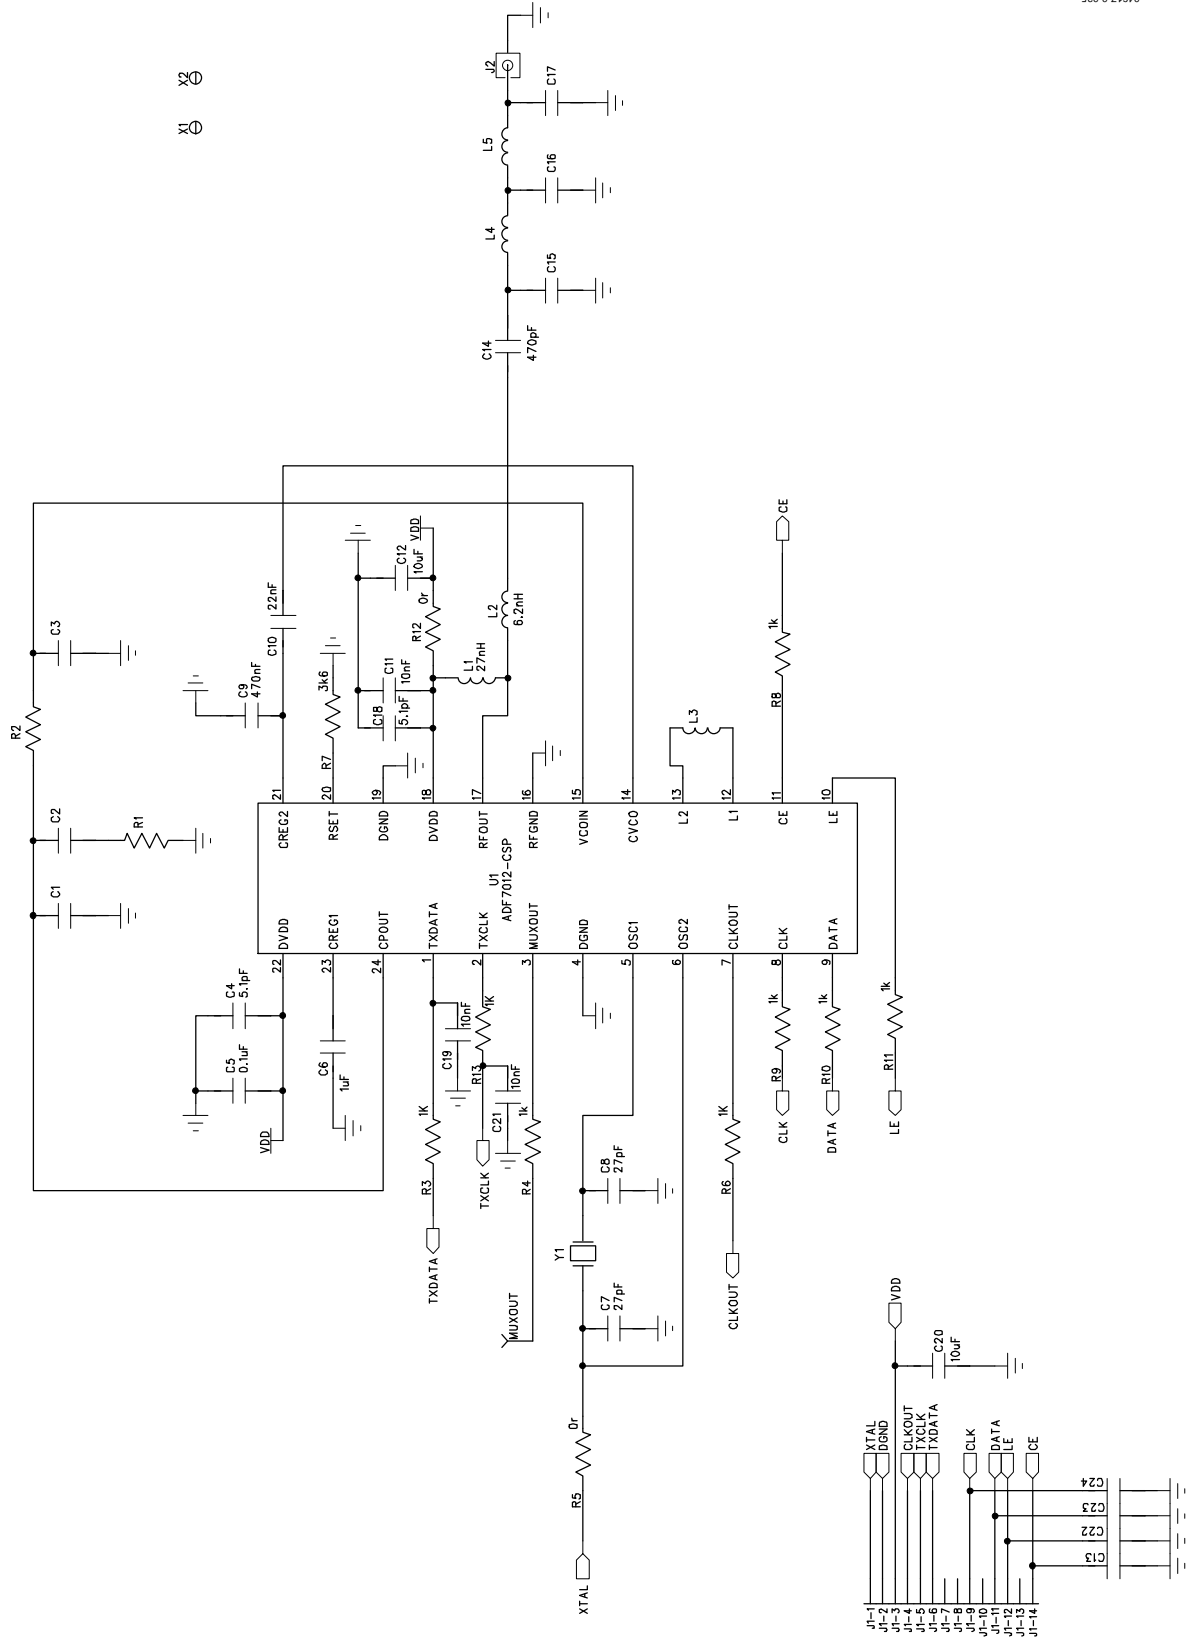 J2
C17
X2
X1
L5
C16
L4
C15
C14
470pF
22nF
C10
C3
C9
470nF
R2
3k6
R7
VDD
C12
10uF
0r
R12
C11
10nF
C18
5.1pF
L1
27nH
L2
6.2nH
CE
1k
R8
L3
C2
R1
C1
21
20
19
18
17
16
15
14
13
12
11
10
CREG2
RSET
DGND
DVDD
RFOUT
RFGND
VCOIN
CVCO
L2
L1
CE
LE
U1
ADF7012-CSP
DVDD
CREG1
CPOUT
TXDATA
TXCLK
MUXOUT
DGND
OSC1
OSC2
CLKOUT
CLK
DATA
22
23
24
1
2
3
4
5
6
7
8
9
C4
5.1pF
C5
0.1uF
C6
1uF
VDD
C19
10nF
1K
R13
C21
10nF
1K
R3
TXDATA
TXCLK
1k
R4
MUXOUT
C8
27pF
Y1
C7
27pF
1K
R6
CLKOUT
1k
R9
CLK
1k
R10
DATA
1k
R11
LE
0r
R5
XTAL
VDD
C20
10uF
XTAL
DGND
CLKOUT
TXCLK
TXDATA
CLK
DATA
LE
CE
C24
C23
C22
C13
J1-1
J1-2
J1-3
J1-4
J1-5
J1-6
J1-7
J1-8
J1-9
J1-10
J1-11
J1-12
J1-13
J1-14